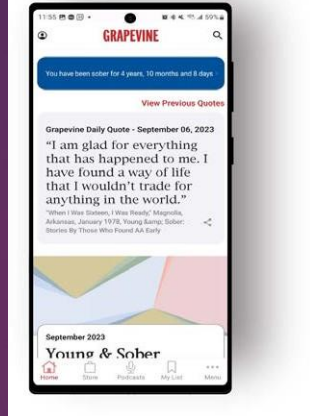 11:55
59%
GRAPEVINE
You have been sober for 4 years, 10 months and 8 days
View Previous Quotes
Grapevine Daily Quote - September 06, 2023
“I am glad for everything
that has happened to me. I
have found a way of life
that I wouldn't trade for
anything in the world.”
"When I Was Sixteen, I Was Ready," Magnolia,
Arkansas, January 1978, Young &amp; Sober:
Stories By Those Who Found AA Early
September 2023
Young & Sober
Home Store Podcasts My List Menu